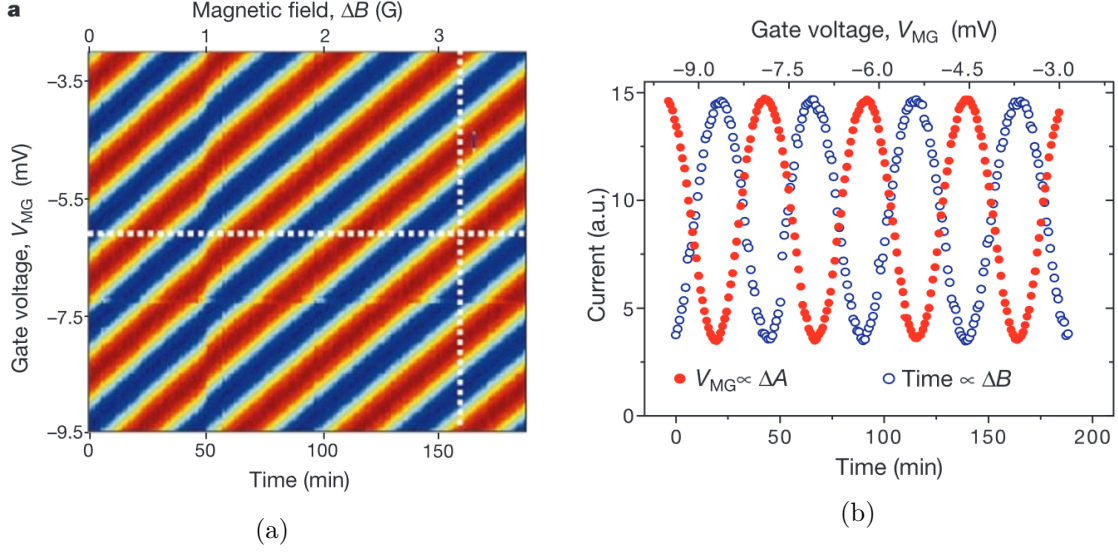 a
Magnetic field, ΔB (G)
0 1 2 3
Gate voltage, V_MG (mV)
−3.5
−5.5
−7.5
−9.5
0 50 100 150
Time (min)
(a)
Gate voltage, V_MG (mV)
−9.0 −7.5 −6.0 −4.5 −3.0
Current (a.u.)
15
10
5
0
V_MG ∝ ΔA
Time ∝ ΔB
0 50 100 150 200
Time (min)
(b)